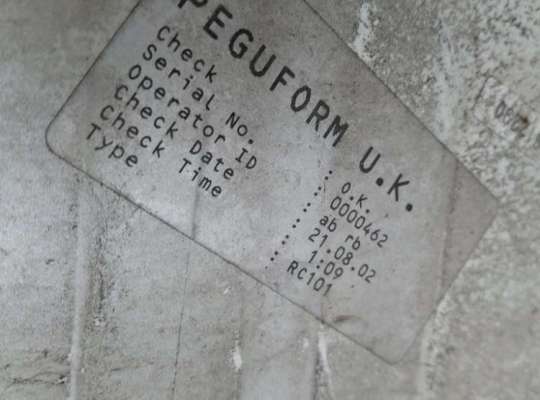 PEGUFORM U.K.
Check : O.K.
Serial No. : 0000462
Operator ID : ab rb
Check Date : 21.08.02
Check Time : 1:09
Type : RC101